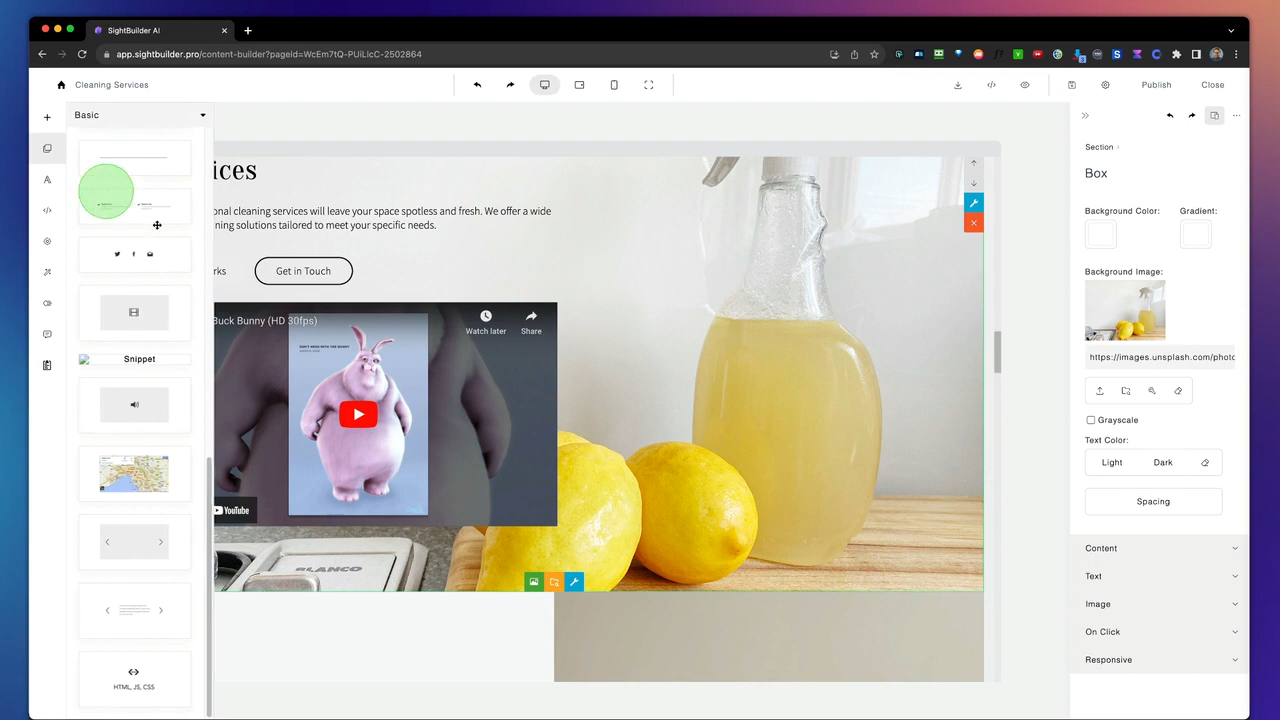 SightBuilder AI
app.sightbuilder.pro/content-builder?pageId=WcEm7tQ-PUiLlcC-2502864
Cleaning Services
Publish
Close
Basic
Snippet
HTML, JS, CSS
ices
onal cleaning services will leave your space spotless and fresh. We offer a wide
ning solutions tailored to meet your specific needs.
rks
Get in Touch
Buck Bunny (HD 30fps)
Watch later
Share
YouTube
BLANCO
Section
Box
Background Color:
Gradient:
Background Image:
https://images.unsplash.com/photo
Grayscale
Text Color:
Light
Dark
Spacing
Content
Text
Image
On Click
Responsive